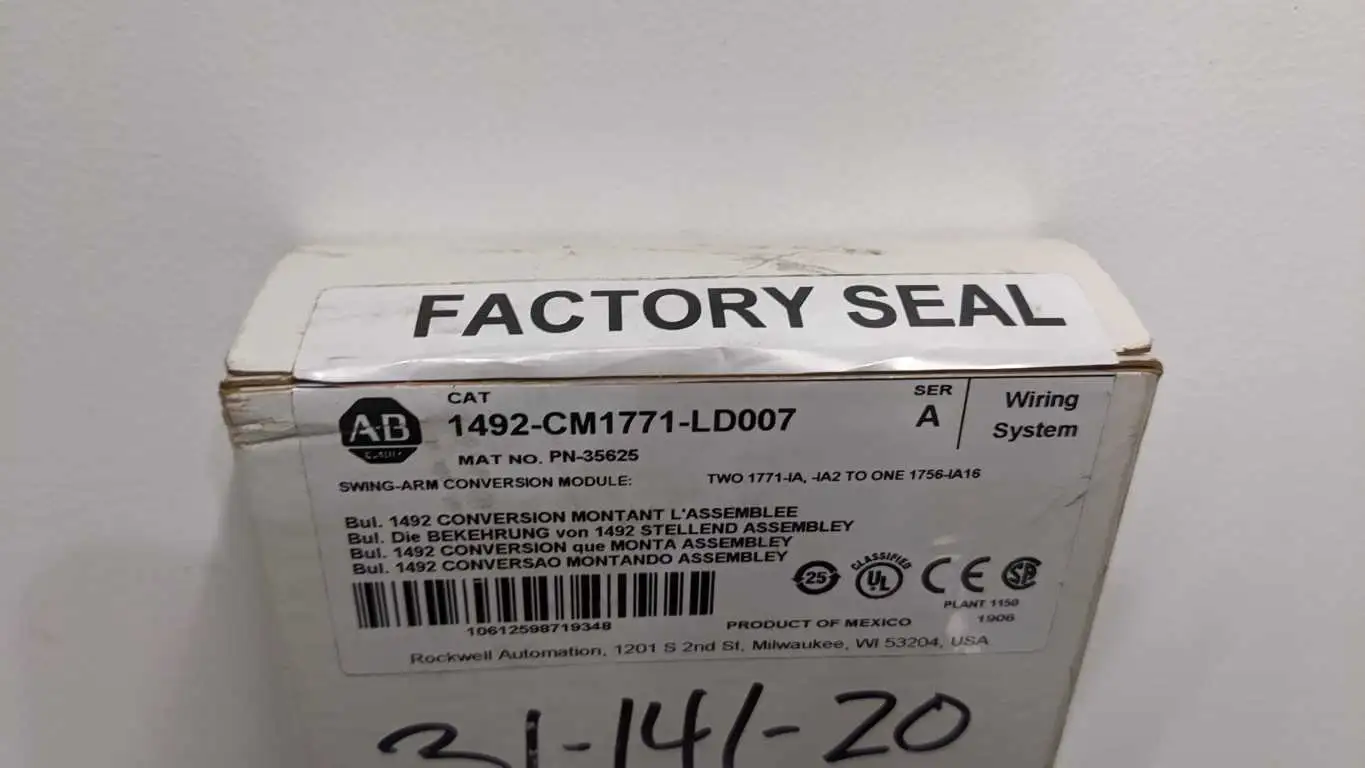 FACTORY SEAL
CAT
1492-CM1771-LD007
SER
A
Wiring
System
AB
MAT NO. PN-35625
SWING-ARM CONVERSION MODULE: TWO 1771-IA, -IA2 TO ONE 1756-IA16
Bul. 1492 CONVERSION MONTANT L'ASSEMBLEE
Bul. Die BEKEHRUNG von 1492 STELLEND ASSEMBLEY
Bul. 1492 CONVERSION que MONTA ASSEMBLEY
Bul. 1492 CONVERSAO MONTANDO ASSEMBLEY
25
CLASSIFIED
UL
CE
PLANT 1150
1906
10612598719348
PRODUCT OF MEXICO
Rockwell Automation, 1201 S 2nd St, Milwaukee, WI 53204, USA
31-141-20